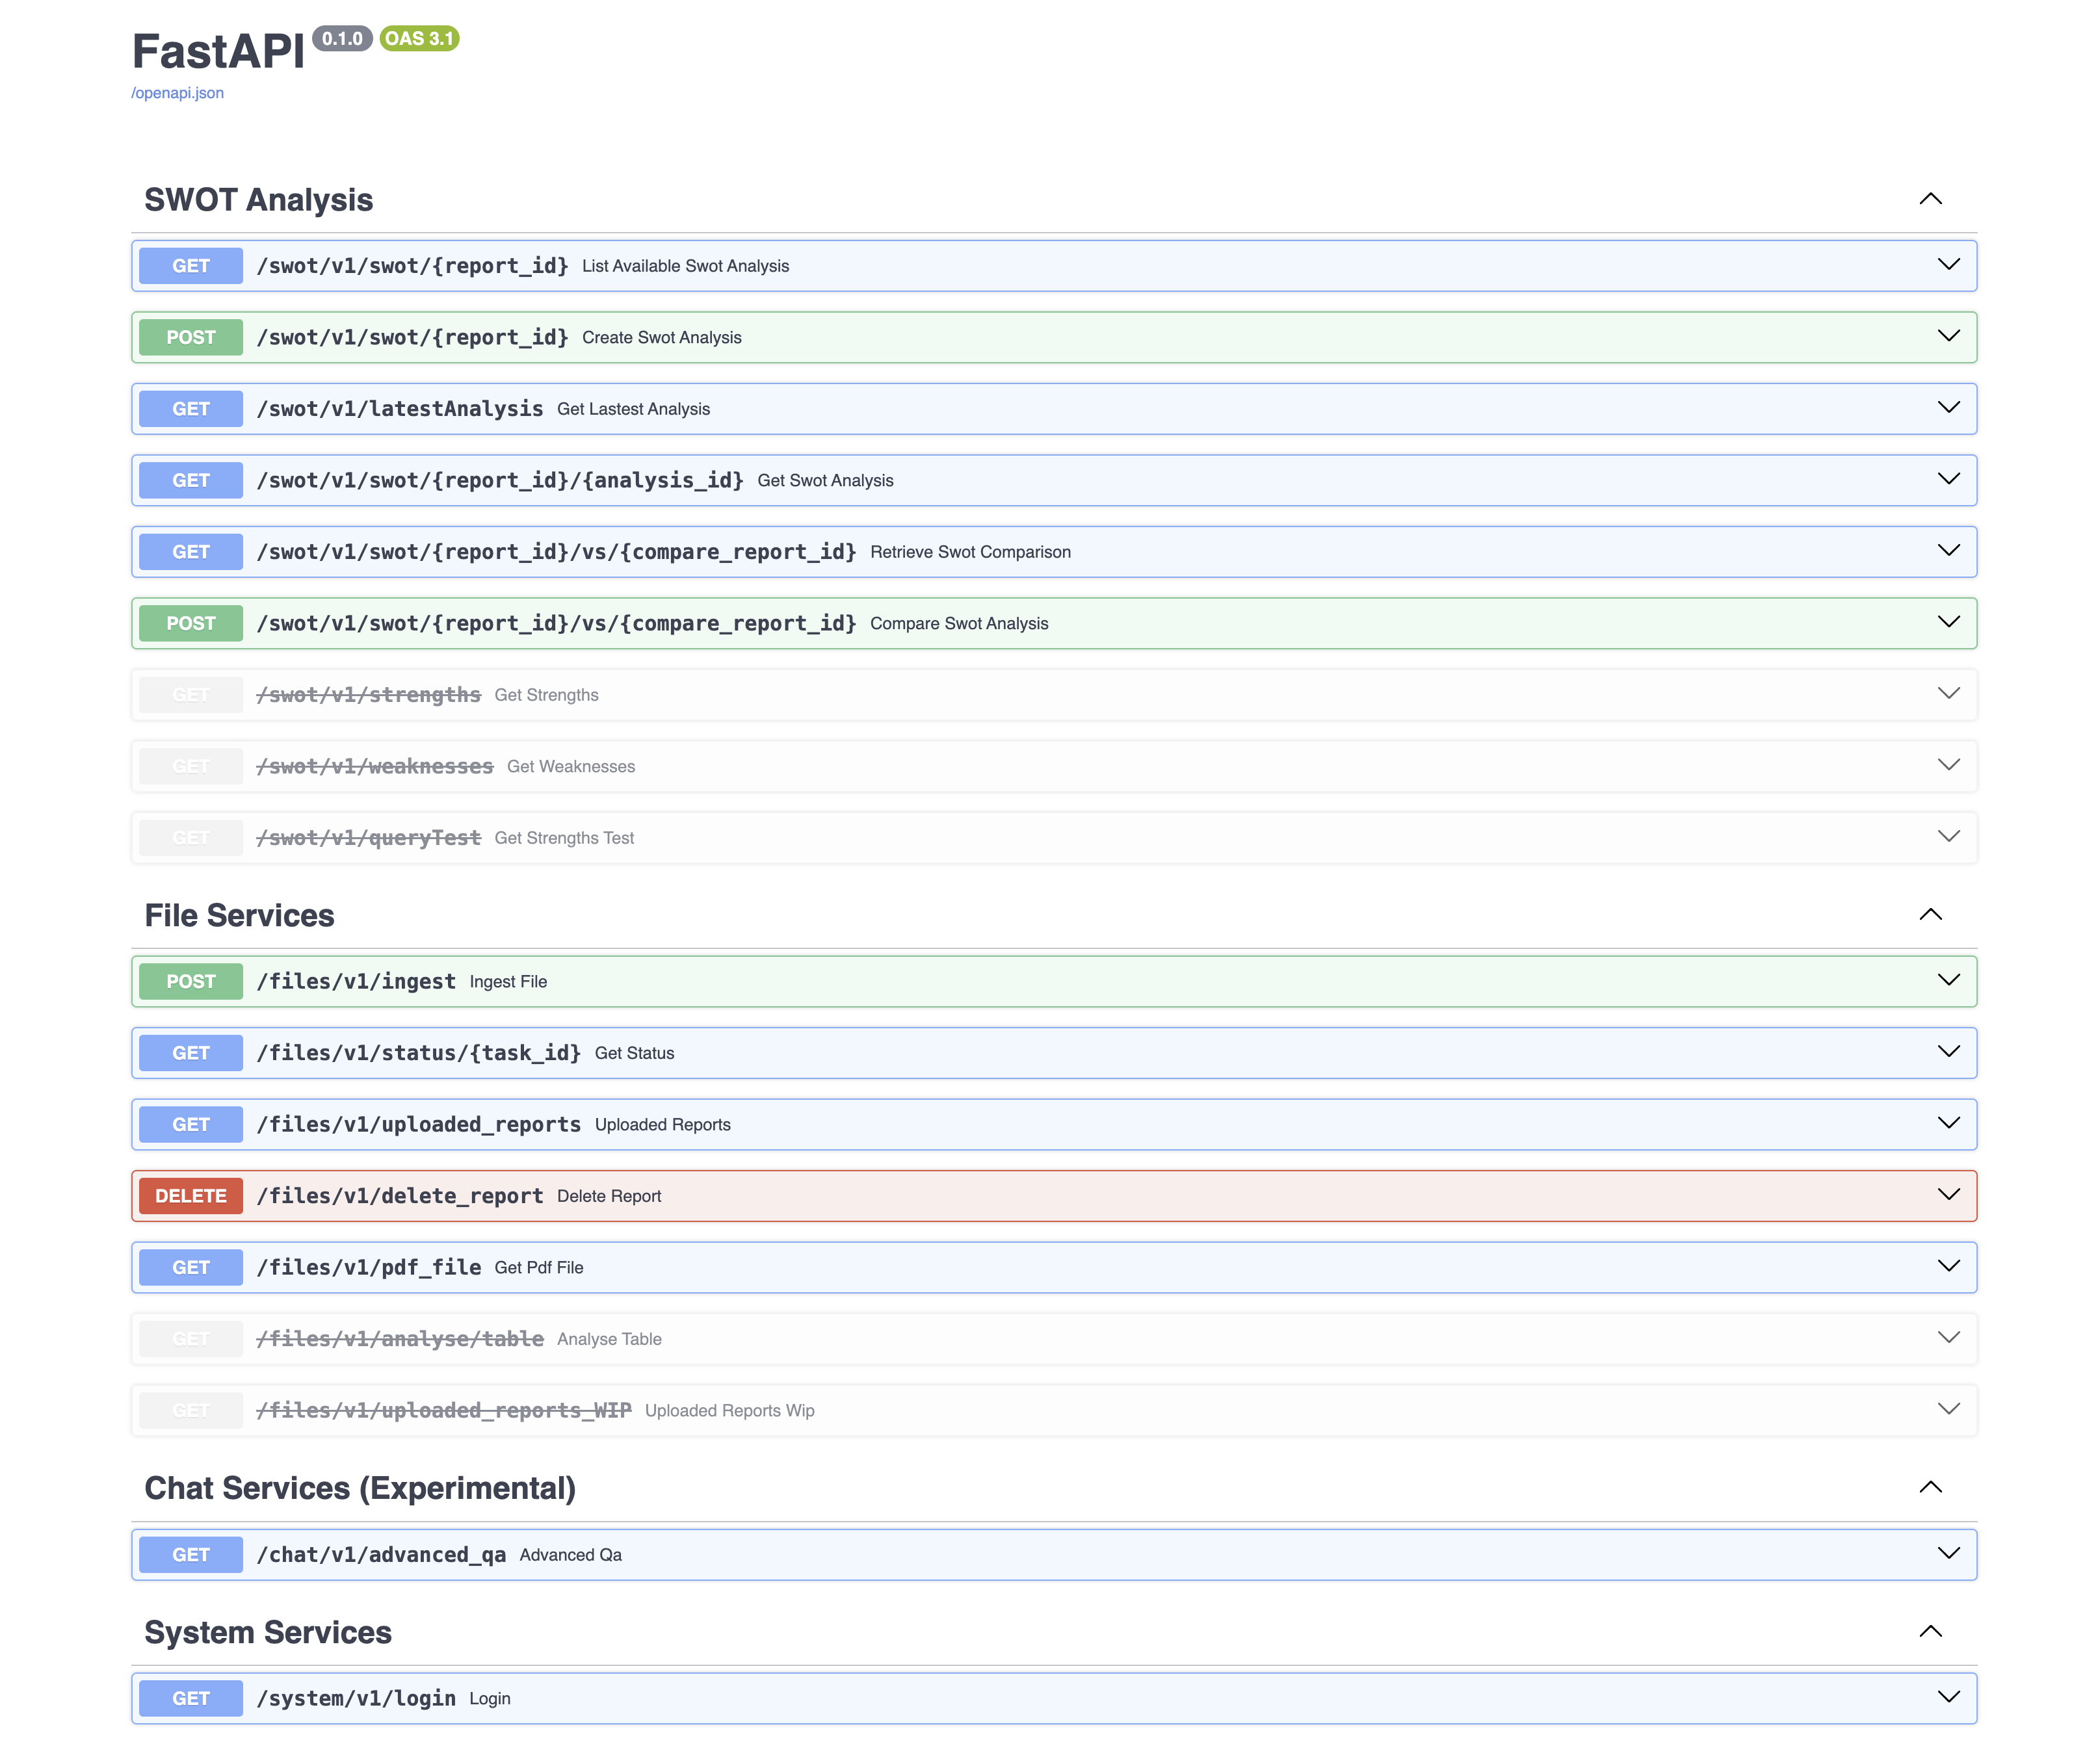 FastAPI 0.1.0 OAS 3.1
/openapi.json
SWOT Analysis
GET /swot/v1/swot/{report_id} List Available Swot Analysis
POST /swot/v1/swot/{report_id} Create Swot Analysis
GET /swot/v1/latestAnalysis Get Lastest Analysis
GET /swot/v1/swot/{report_id}/{analysis_id} Get Swot Analysis
GET /swot/v1/swot/{report_id}/vs/{compare_report_id} Retrieve Swot Comparison
POST /swot/v1/swot/{report_id}/vs/{compare_report_id} Compare Swot Analysis
GET /swot/v1/strengths Get Strengths
GET /swot/v1/weaknesses Get Weaknesses
GET /swot/v1/queryTest Get Strengths Test
File Services
POST /files/v1/ingest Ingest File
GET /files/v1/status/{task_id} Get Status
GET /files/v1/uploaded_reports Uploaded Reports
DELETE /files/v1/delete_report Delete Report
GET /files/v1/pdf_file Get Pdf File
GET /files/v1/analyse/table Analyse Table
GET /files/v1/uploaded_reports_WIP Uploaded Reports Wip
Chat Services (Experimental)
GET /chat/v1/advanced_qa Advanced Qa
System Services
GET /system/v1/login Login